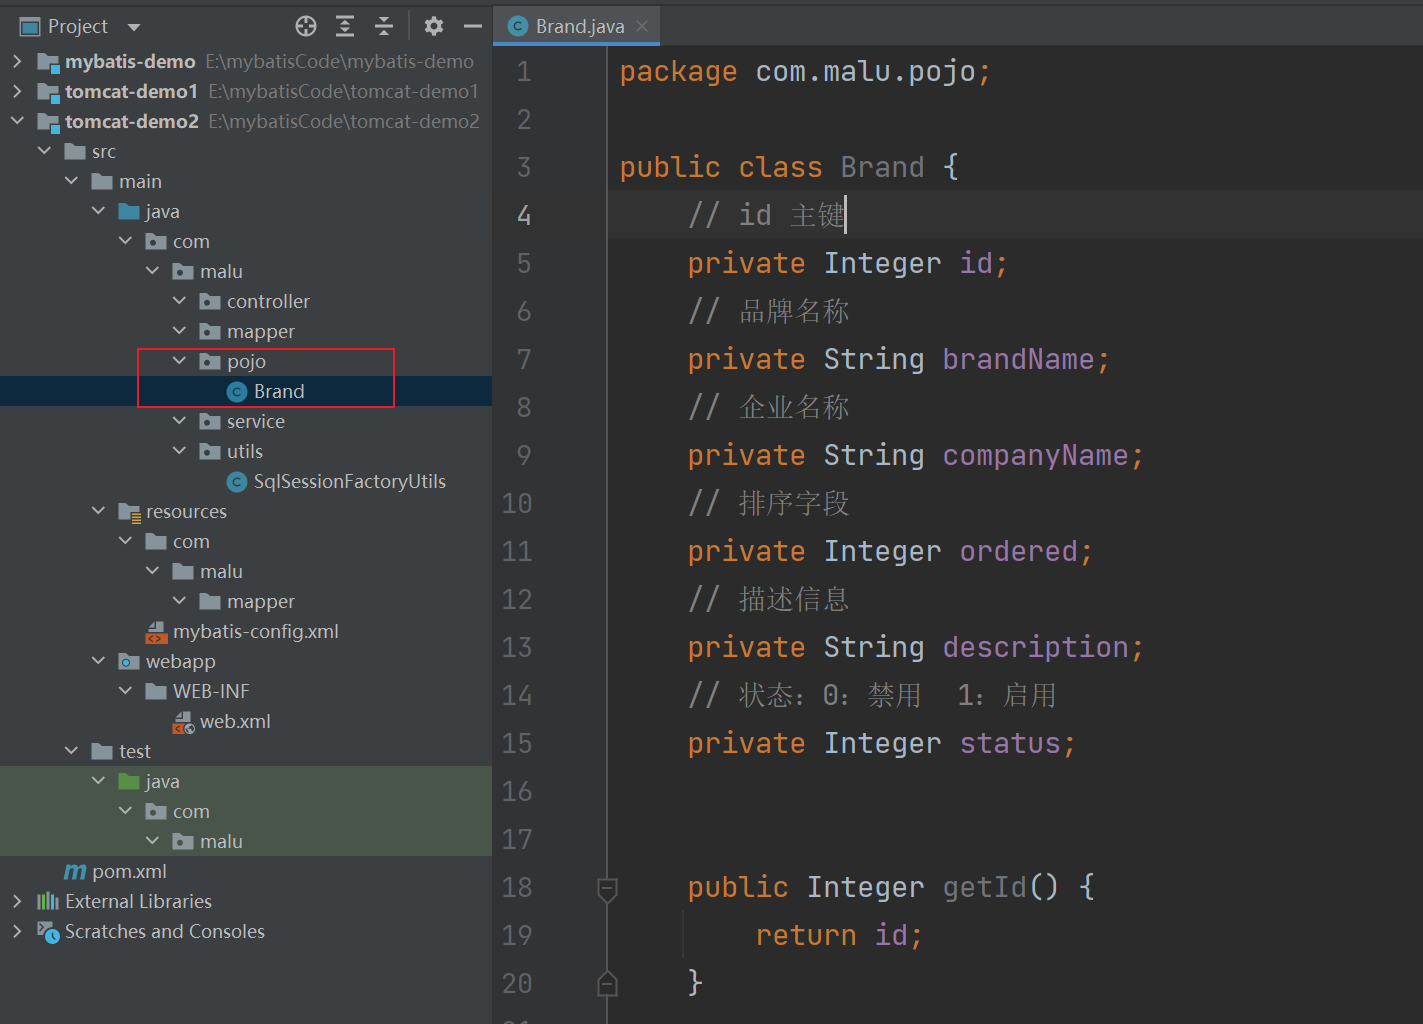 Project
mybatis-demo E:\mybatisCode\mybatis-demo
tomcat-demo1 E:\mybatisCode\tomcat-demo1
tomcat-demo2 E:\mybatisCode\tomcat-demo2
src
main
java
com
malu
controller
mapper
pojo
Brand
service
utils
SqlSessionFactoryUtils
resources
com
malu
mapper
mybatis-config.xml
webapp
WEB-INF
web.xml
test
java
com
malu
pom.xml
External Libraries
Scratches and Consoles
Brand.java
1 package com.malu.pojo;
2
3 public class Brand {
4 // id 主键
5 private Integer id;
6 // 品牌名称
7 private String brandName;
8 // 企业名称
9 private String companyName;
10 // 排序字段
11 private Integer ordered;
12 // 描述信息
13 private String description;
14 // 状态：0：禁用  1：启用
15 private Integer status;
16
17
18 public Integer getId() {
19 return id;
20 }